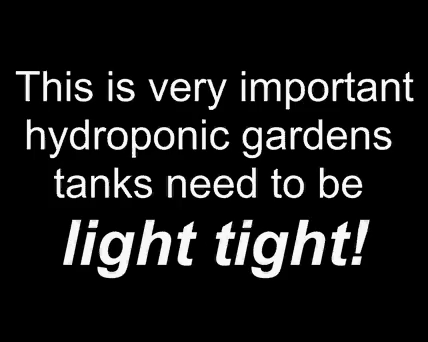 This is very important
hydroponic gardens
tanks need to be
light tight!